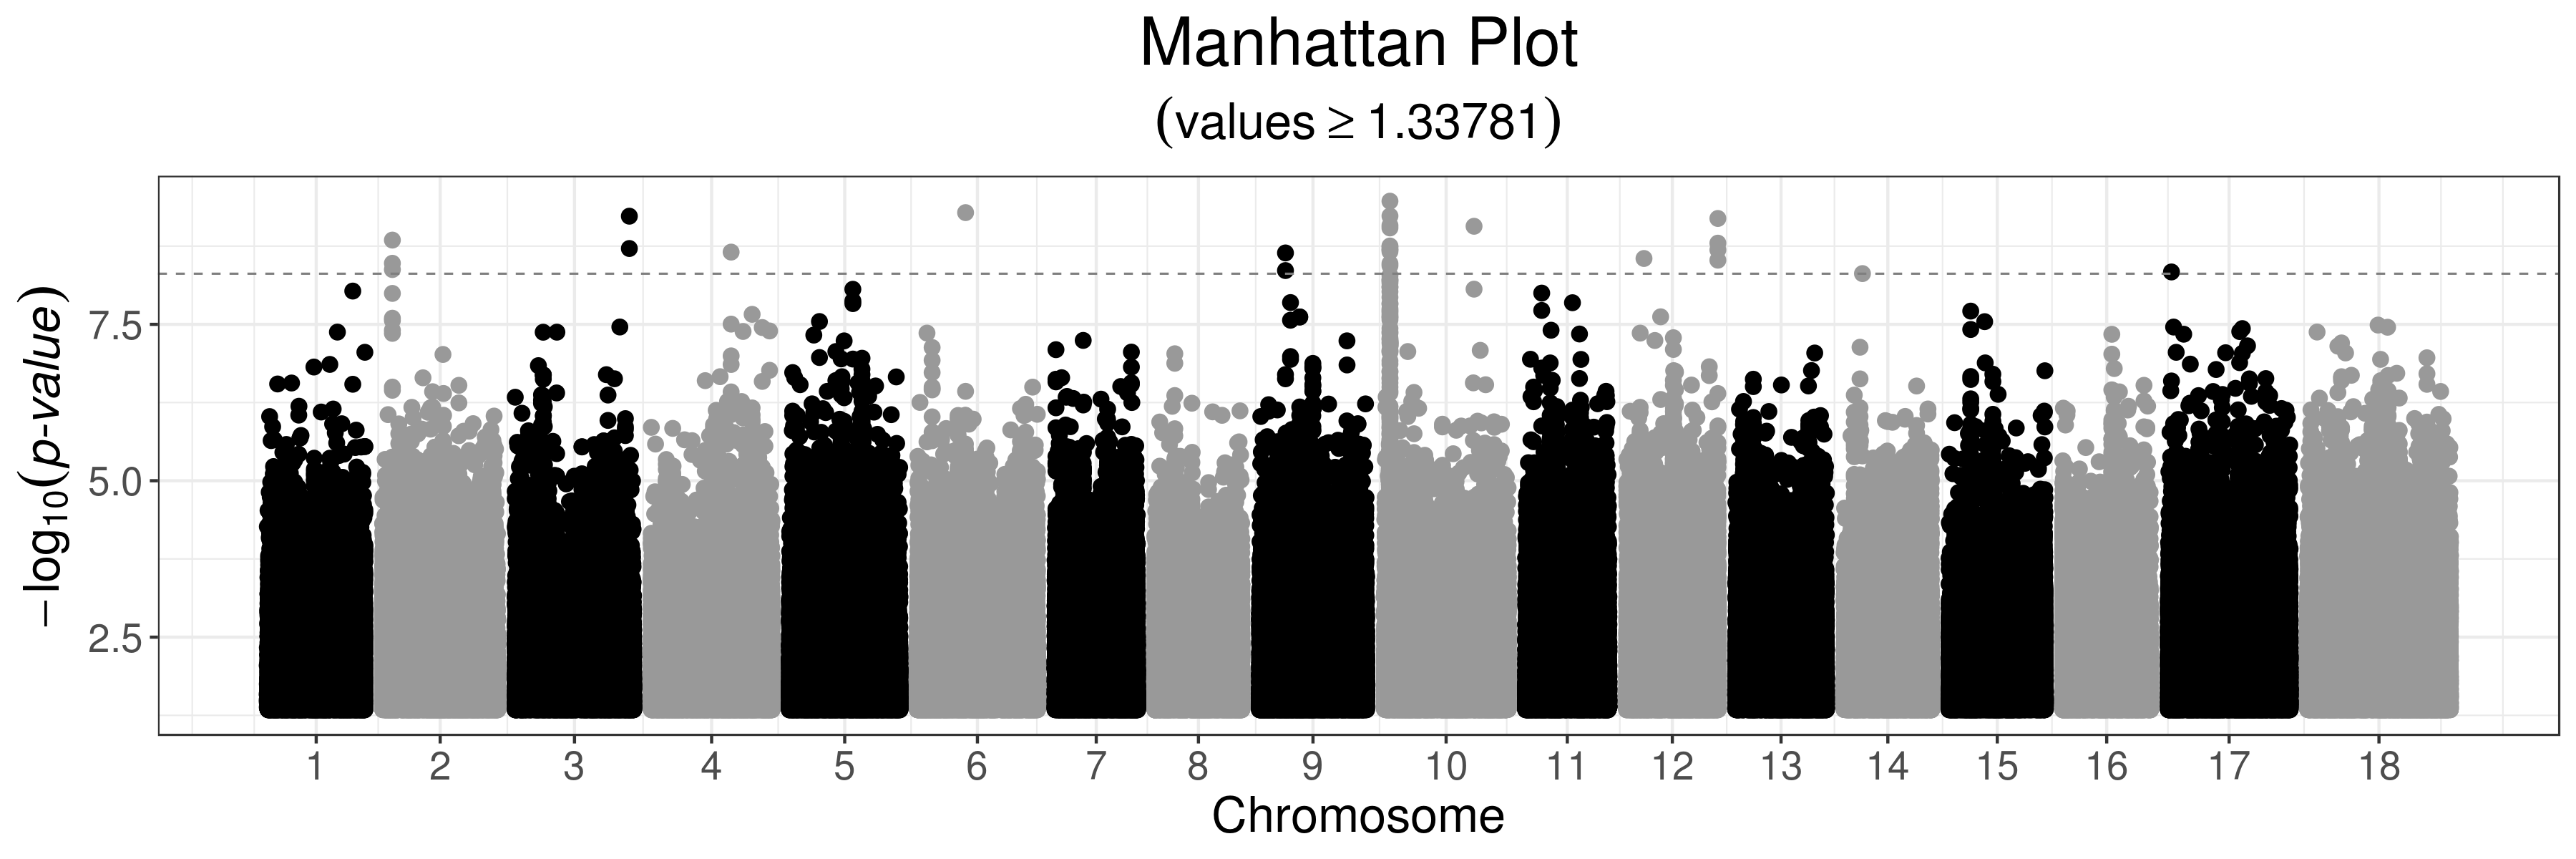 Manhattan Plot
(values ≥ 1.33781)
−log10(p-value)
7.5
5.0
2.5
1 2 3 4 5 6 7 8 9 10 11 12 13 14 15 16 17 18
Chromosome